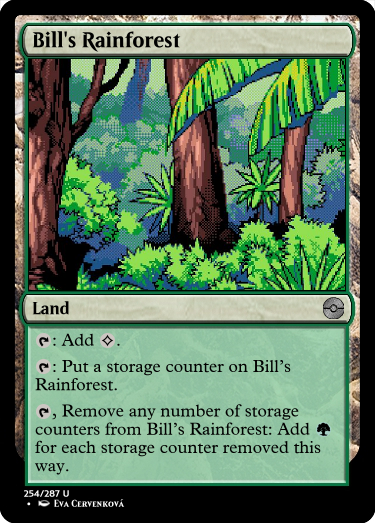 Bill's Rainforest
Land
: Add .
: Put a storage counter on Bill's
Rainforest.
, Remove any number of storage
counters from Bill's Rainforest: Add
for each storage counter removed this
way.
254/287 U
• Eva Cervenková